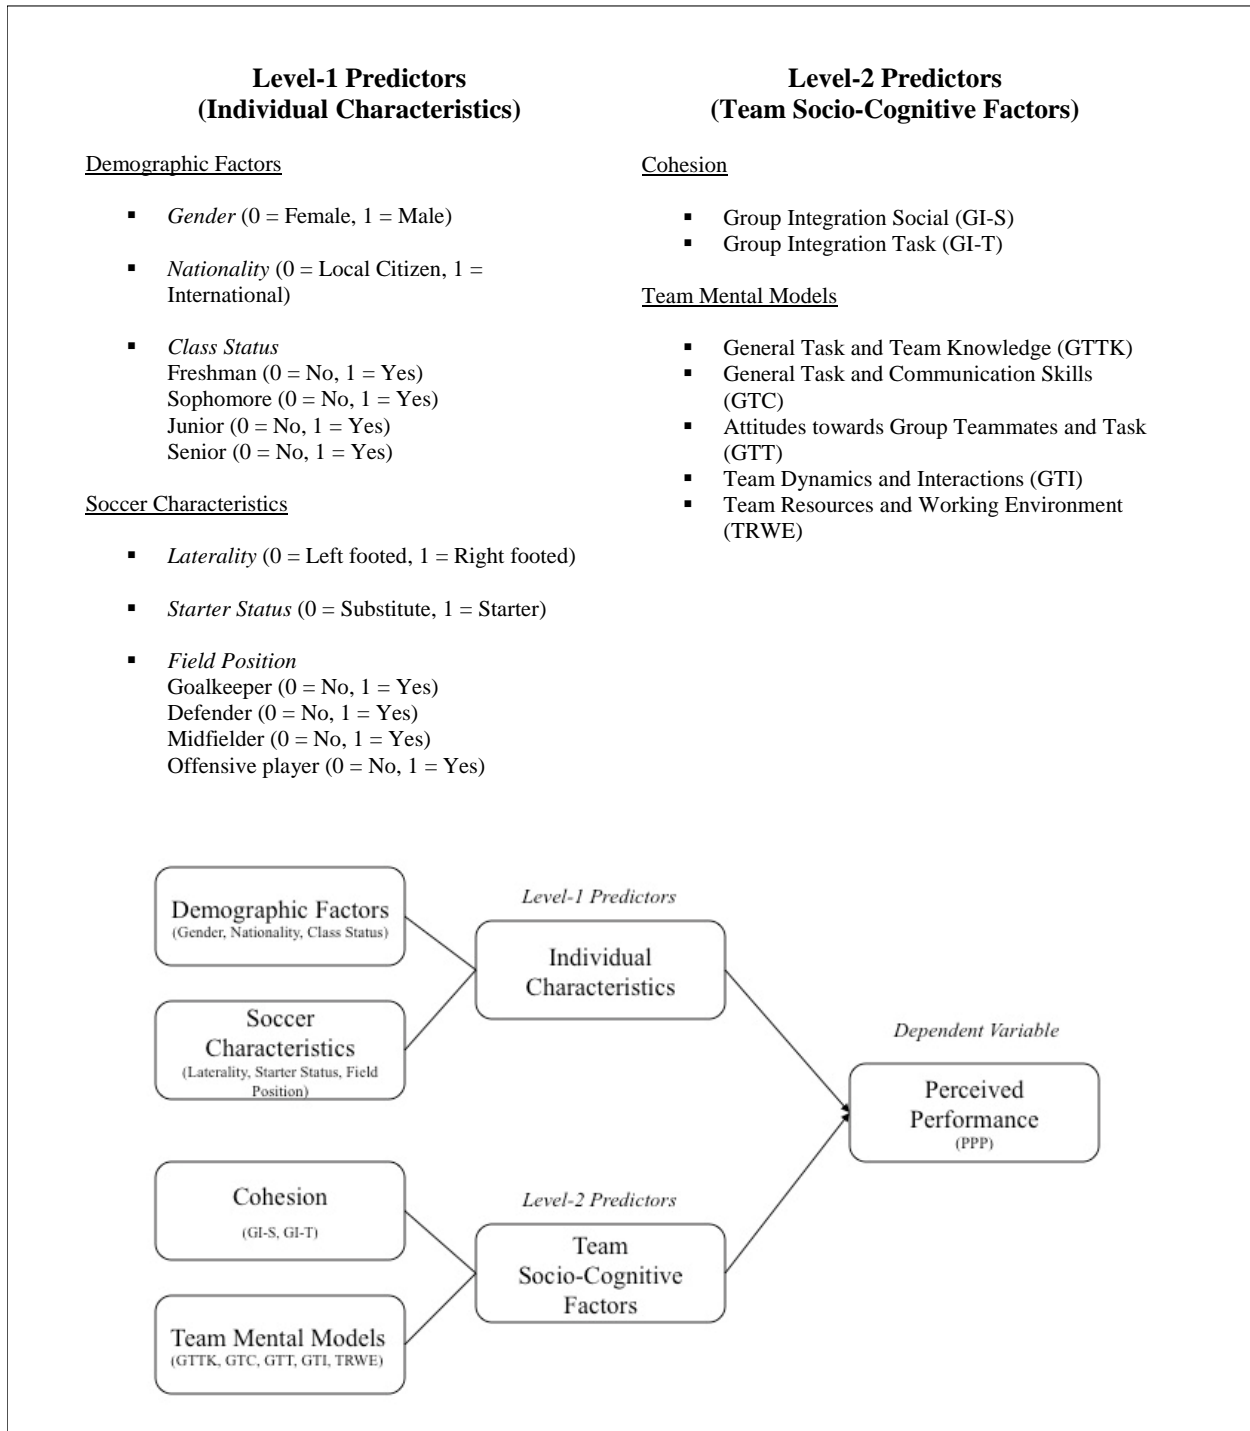 Level-1 Predictors
(Individual Characteristics)
Demographic Factors
▪ Gender (0 = Female, 1 = Male)
▪ Nationality (0 = Local Citizen, 1 =
International)
▪ Class Status
Freshman (0 = No, 1 = Yes)
Sophomore (0 = No, 1 = Yes)
Junior (0 = No, 1 = Yes)
Senior (0 = No, 1 = Yes)
Soccer Characteristics
▪ Laterality (0 = Left footed, 1 = Right footed)
▪ Starter Status (0 = Substitute, 1 = Starter)
▪ Field Position
Goalkeeper (0 = No, 1 = Yes)
Defender (0 = No, 1 = Yes)
Midfielder (0 = No, 1 = Yes)
Offensive player (0 = No, 1 = Yes)
Level-2 Predictors
(Team Socio-Cognitive Factors)
Cohesion
▪ Group Integration Social (GI-S)
▪ Group Integration Task (GI-T)
Team Mental Models
▪ General Task and Team Knowledge (GTTK)
▪ General Task and Communication Skills
(GTC)
▪ Attitudes towards Group Teammates and Task
(GTT)
▪ Team Dynamics and Interactions (GTI)
▪ Team Resources and Working Environment
(TRWE)
Demographic Factors
(Gender, Nationality, Class Status)
Soccer
Characteristics
(Laterality, Starter Status, Field
Position)
Level-1 Predictors
Individual
Characteristics
Dependent Variable
Perceived
Performance
(PPP)
Cohesion
(GI-S, GI-T)
Team Mental Models
(GTTK, GTC, GTT, GTI, TRWE)
Level-2 Predictors
Team
Socio-Cognitive
Factors